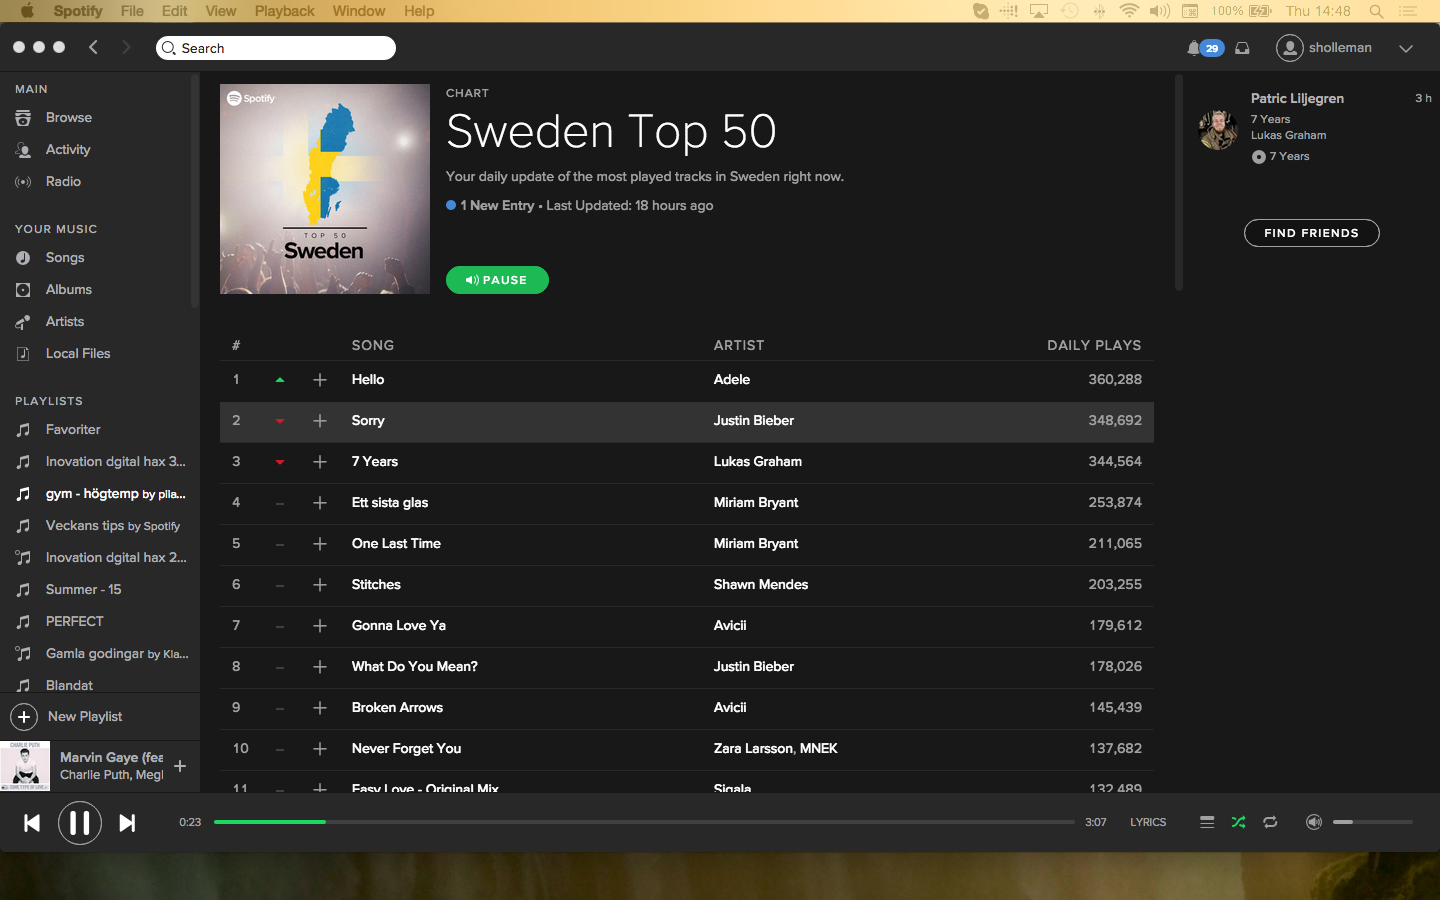 Spotify File Edit View Playback Window Help 100% Thu 14:48
Search
29
sholleman
MAIN
Browse
Activity
Radio
YOUR MUSIC
Songs
Albums
Artists
Local Files
PLAYLISTS
Favoriter
Inovation dgital hax 3...
gym - högtemp by plla...
Veckans tips by Spotify
Inovation dgital hax 2...
Summer - 15
PERFECT
Gamla godingar by Kla...
Blandat
New Playlist
Marvin Gaye (fea
Charlie Puth, Megl
Spotify
TOP 50
Sweden
CHART
Sweden Top 50
Your daily update of the most played tracks in Sweden right now.
1 New Entry • Last Updated: 18 hours ago
PAUSE
# SONG ARTIST DAILY PLAYS
1 Hello Adele 360,288
2 Sorry Justin Bieber 348,692
3 7 Years Lukas Graham 344,564
4 Ett sista glas Miriam Bryant 253,874
5 One Last Time Miriam Bryant 211,065
6 Stitches Shawn Mendes 203,255
7 Gonna Love Ya Avicii 179,612
8 What Do You Mean? Justin Bieber 178,026
9 Broken Arrows Avicii 145,439
10 Never Forget You Zara Larsson, MNEK 137,682
11 Easy Love - Original Mix Sigala 132,489
Patric Liljegren 3 h
7 Years
Lukas Graham
7 Years
FIND FRIENDS
CHARLIE PUTH
0:23 3:07 LYRICS